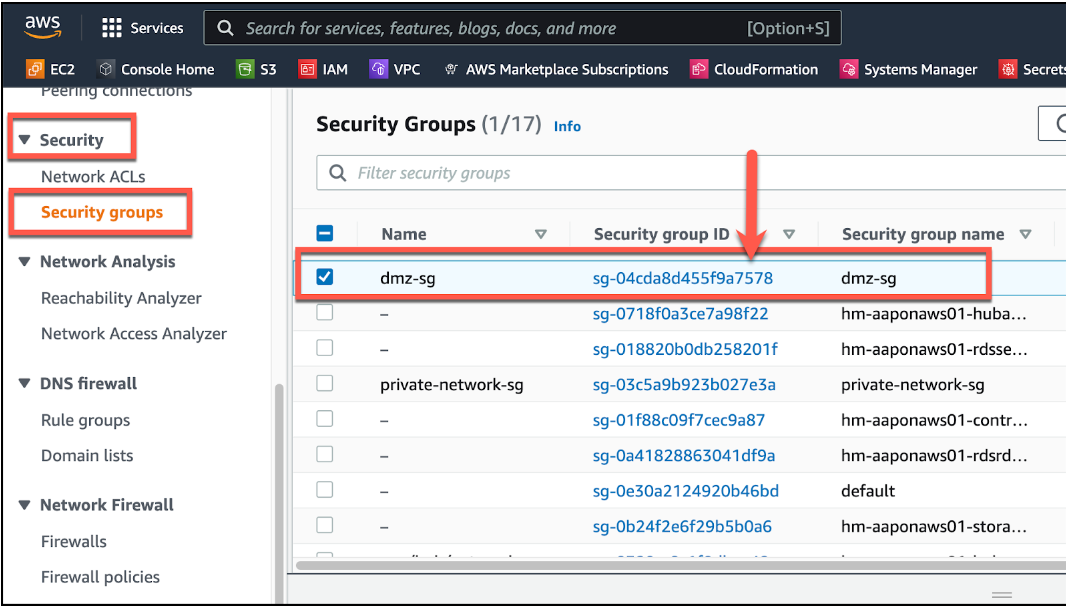 aws
Services
Search for services, features, blogs, docs, and more
[Option+S]
EC2 Console Home S3 IAM VPC AWS Marketplace Subscriptions CloudFormation Systems Manager Secrets
Peering connections
Security
Network ACLs
Security groups
Network Analysis
Reachability Analyzer
Network Access Analyzer
DNS firewall
Rule groups
Domain lists
Network Firewall
Firewalls
Firewall policies
Security Groups (1/17) Info
Filter security groups
Name Security group ID Security group name
dmz-sg sg-04cda8d455f9a7578 dmz-sg
– sg-0718f0a3ce7a98f22 hm-aaponaws01-huba...
– sg-018820b0db258201f hm-aaponaws01-rdsse...
private-network-sg sg-03c5a9b923b027e3a private-network-sg
– sg-01f88c09f7cec9a87 hm-aaponaws01-contr...
– sg-0a41828863041df9a hm-aaponaws01-rdsrd...
– sg-0e30a2124920b46bd default
– sg-0b24f2e6f29b5b0a6 hm-aaponaws01-stora...